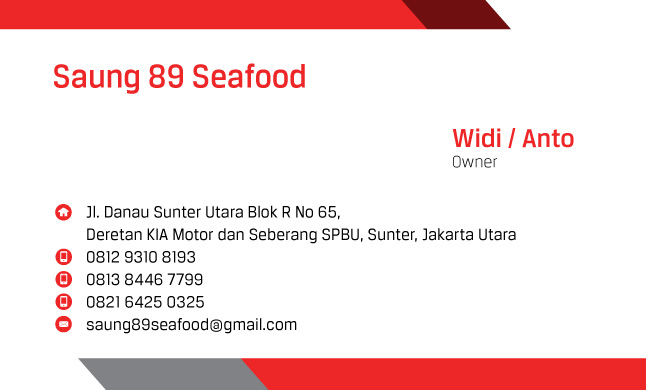 Saung 89 Seafood
Widi / Anto
Owner
Jl. Danau Sunter Utara Blok R No 65,
Deretan KIA Motor dan Seberang SPBU, Sunter, Jakarta Utara
0812 9310 8193
0813 8446 7799
0821 6425 0325
saung89seafood@gmail.com